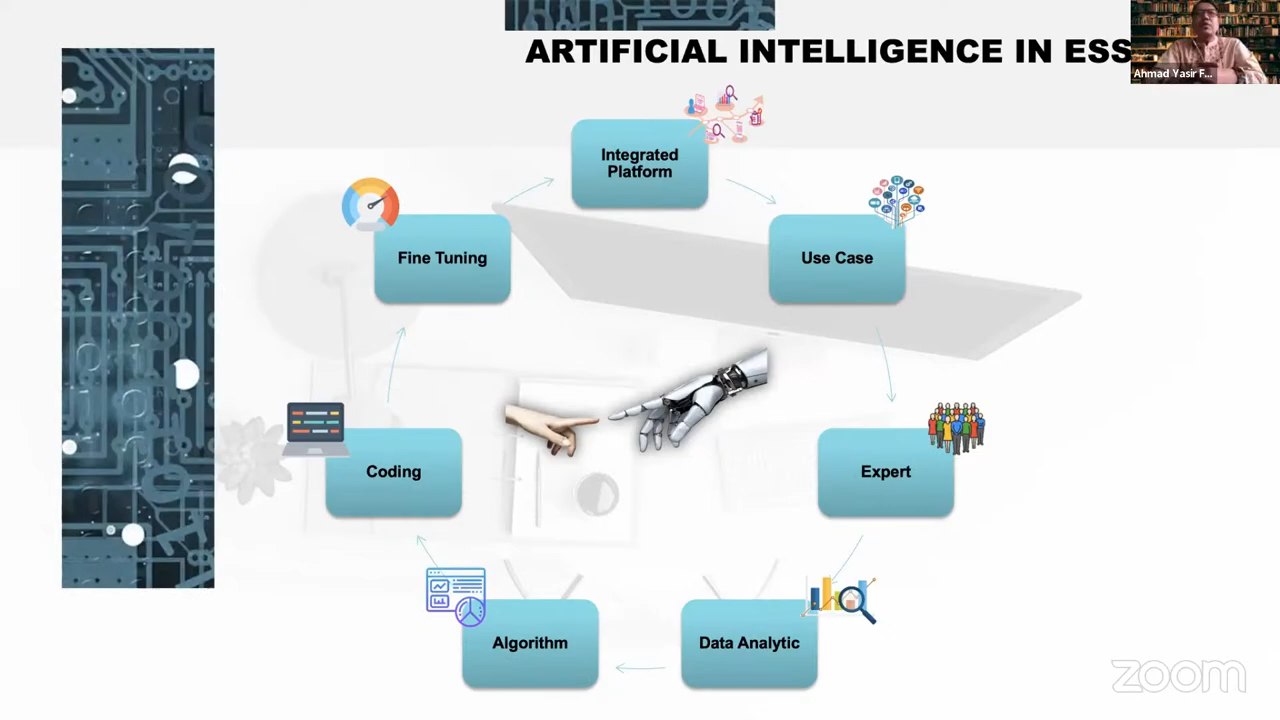 ARTIFICIAL INTELLIGENCE IN ESS
Ahmad Yasir F...
Integrated
Platform
Fine Tuning
Use Case
Coding
Expert
Algorithm
Data Analytic
zoom